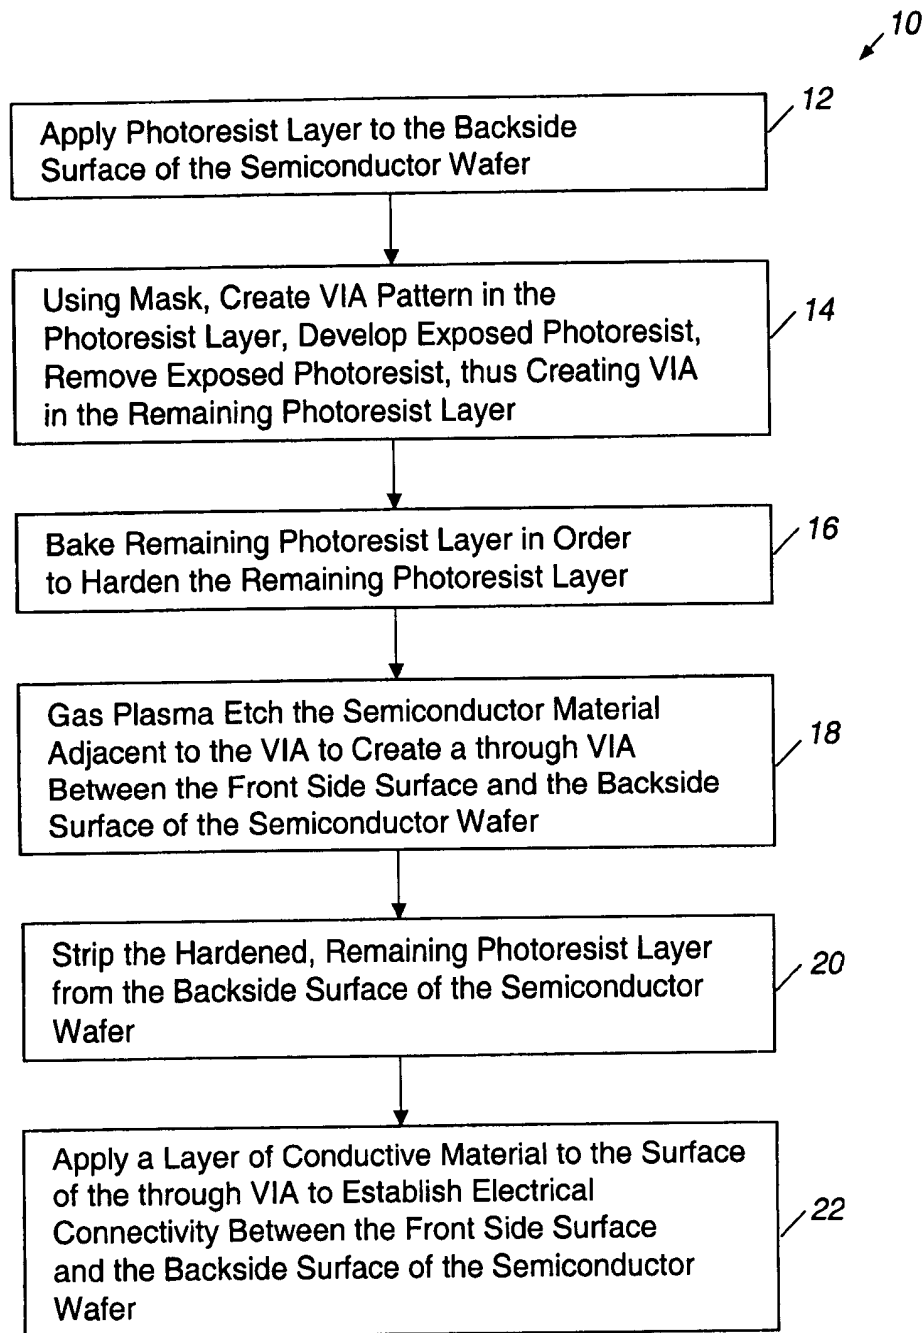 10
12
Apply Photoresist Layer to the Backside
Surface of the Semiconductor Wafer
Using Mask, Create VIA Pattern in the
Photoresist Layer, Develop Exposed Photoresist,
Remove Exposed Photoresist, thus Creating VIA
in the Remaining Photoresist Layer
14
Bake Remaining Photoresist Layer in Order
to Harden the Remaining Photoresist Layer
16
Gas Plasma Etch the Semiconductor Material
Adjacent to the VIA to Create a through VIA
Between the Front Side Surface and the Backside
Surface of the Semiconductor Wafer
18
Strip the Hardened, Remaining Photoresist Layer
from the Backside Surface of the Semiconductor
Wafer
20
Apply a Layer of Conductive Material to the Surface
of the through VIA to Establish Electrical
Connectivity Between the Front Side Surface
and the Backside Surface of the Semiconductor
Wafer
22